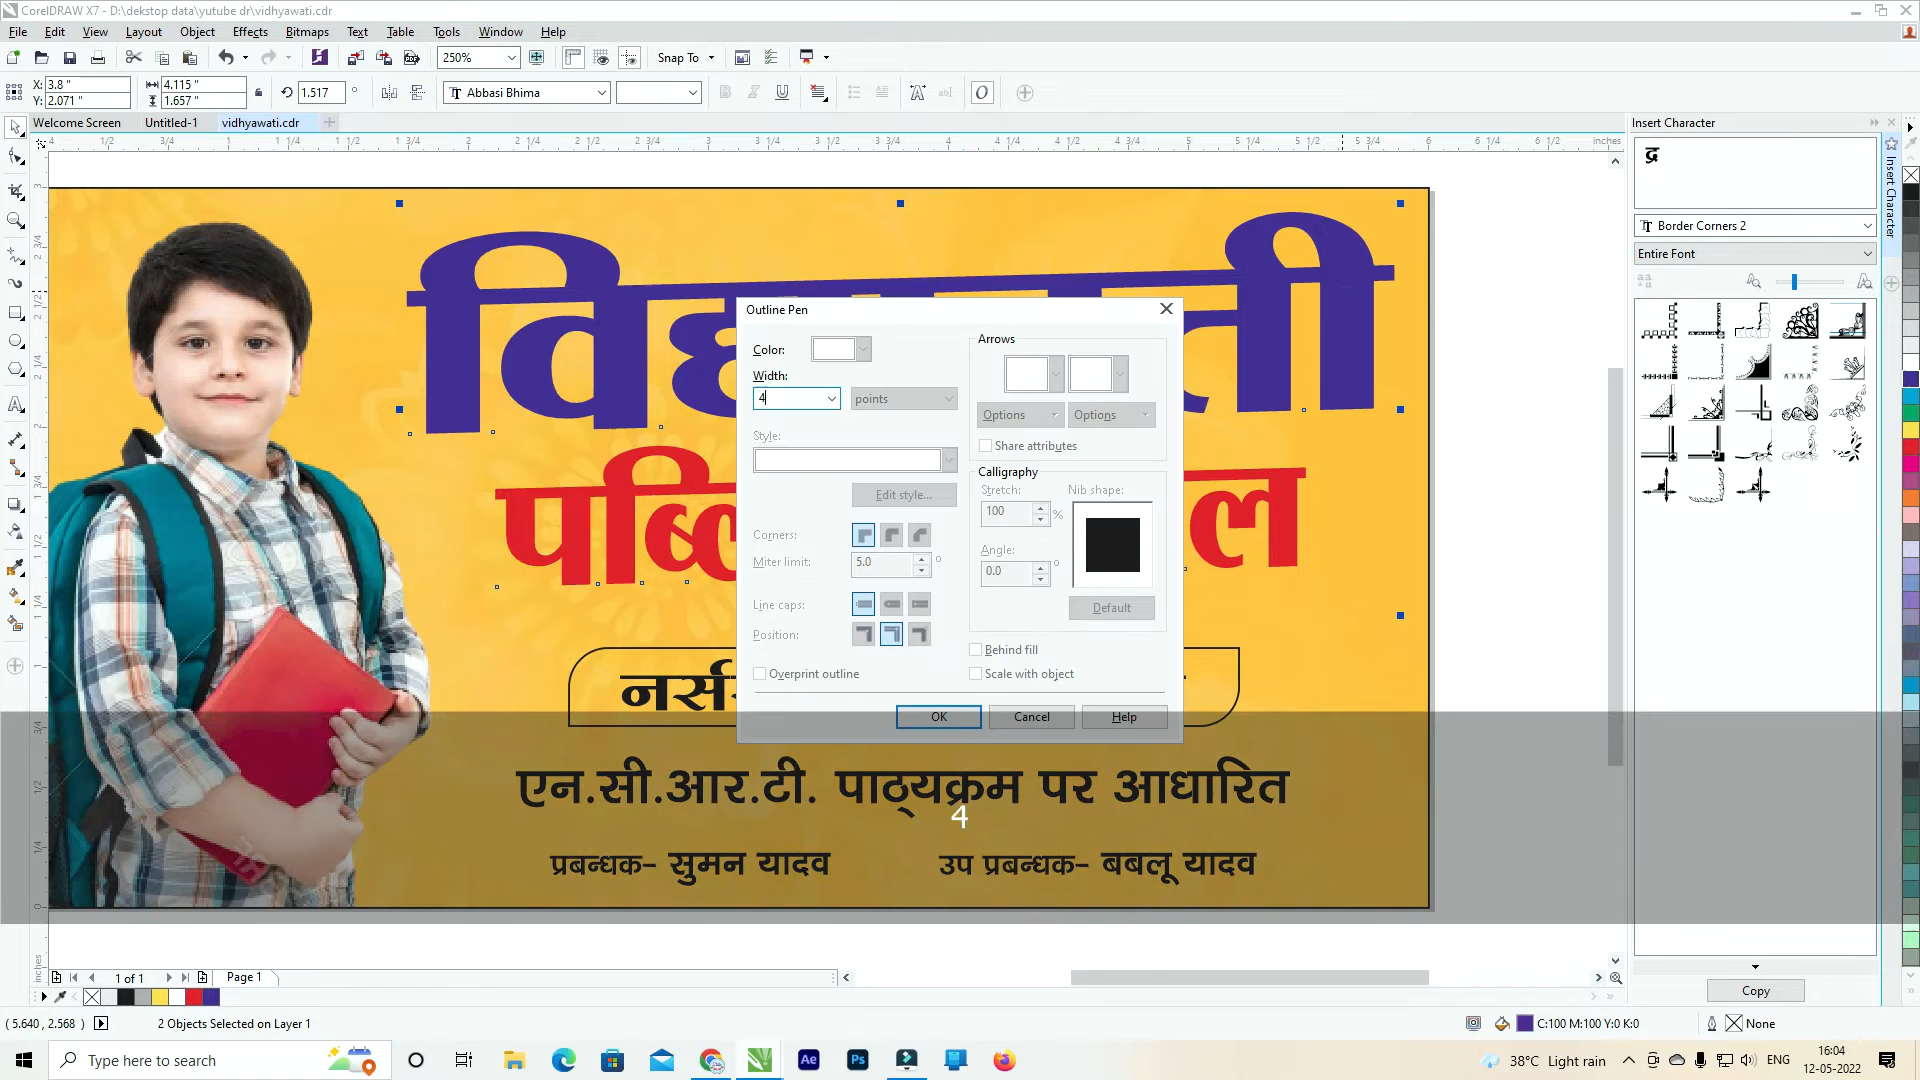 CorelDRAW X7 - D:\dekstop data\yutube dr\vidhyawati.cdr
File Edit View Layout Object Effects Bitmaps Text Table Tools Window Help
250% Snap To
X: 3.8 " 4.115 " 1.517 ° Abbasi Bhima
Y: 2.071 " 1.657 "
Welcome Screen Untitled-1 vidhyawati.cdr
Insert Character
द्र
Border Corners 2
Entire Font
Insert Character
Copy
पब्लि
नर्स
एन.सी.आर.टी. पाठ्यक्रम पर आधारित
4
प्रबन्धक– सुमन यादव उप प्रबन्धक– बबलू यादव
Outline Pen
Color:
Width:
4 points
Style:
Edit style...
Corners:
Miter limit: 5.0 °
Line caps:
Position:
Overprint outline
Arrows
Options Options
Share attributes
Calligraphy
Stretch: Nib shape:
100 %
Angle:
0.0 °
Default
Behind fill
Scale with object
OK Cancel Help
1 of 1 Page 1
( 5.640 , 2.568 ) 2 Objects Selected on Layer 1 C:100 M:100 Y:0 K:0 None
Type here to search
Ae Ps
38°C Light rain ENG 16:04
12-05-2022